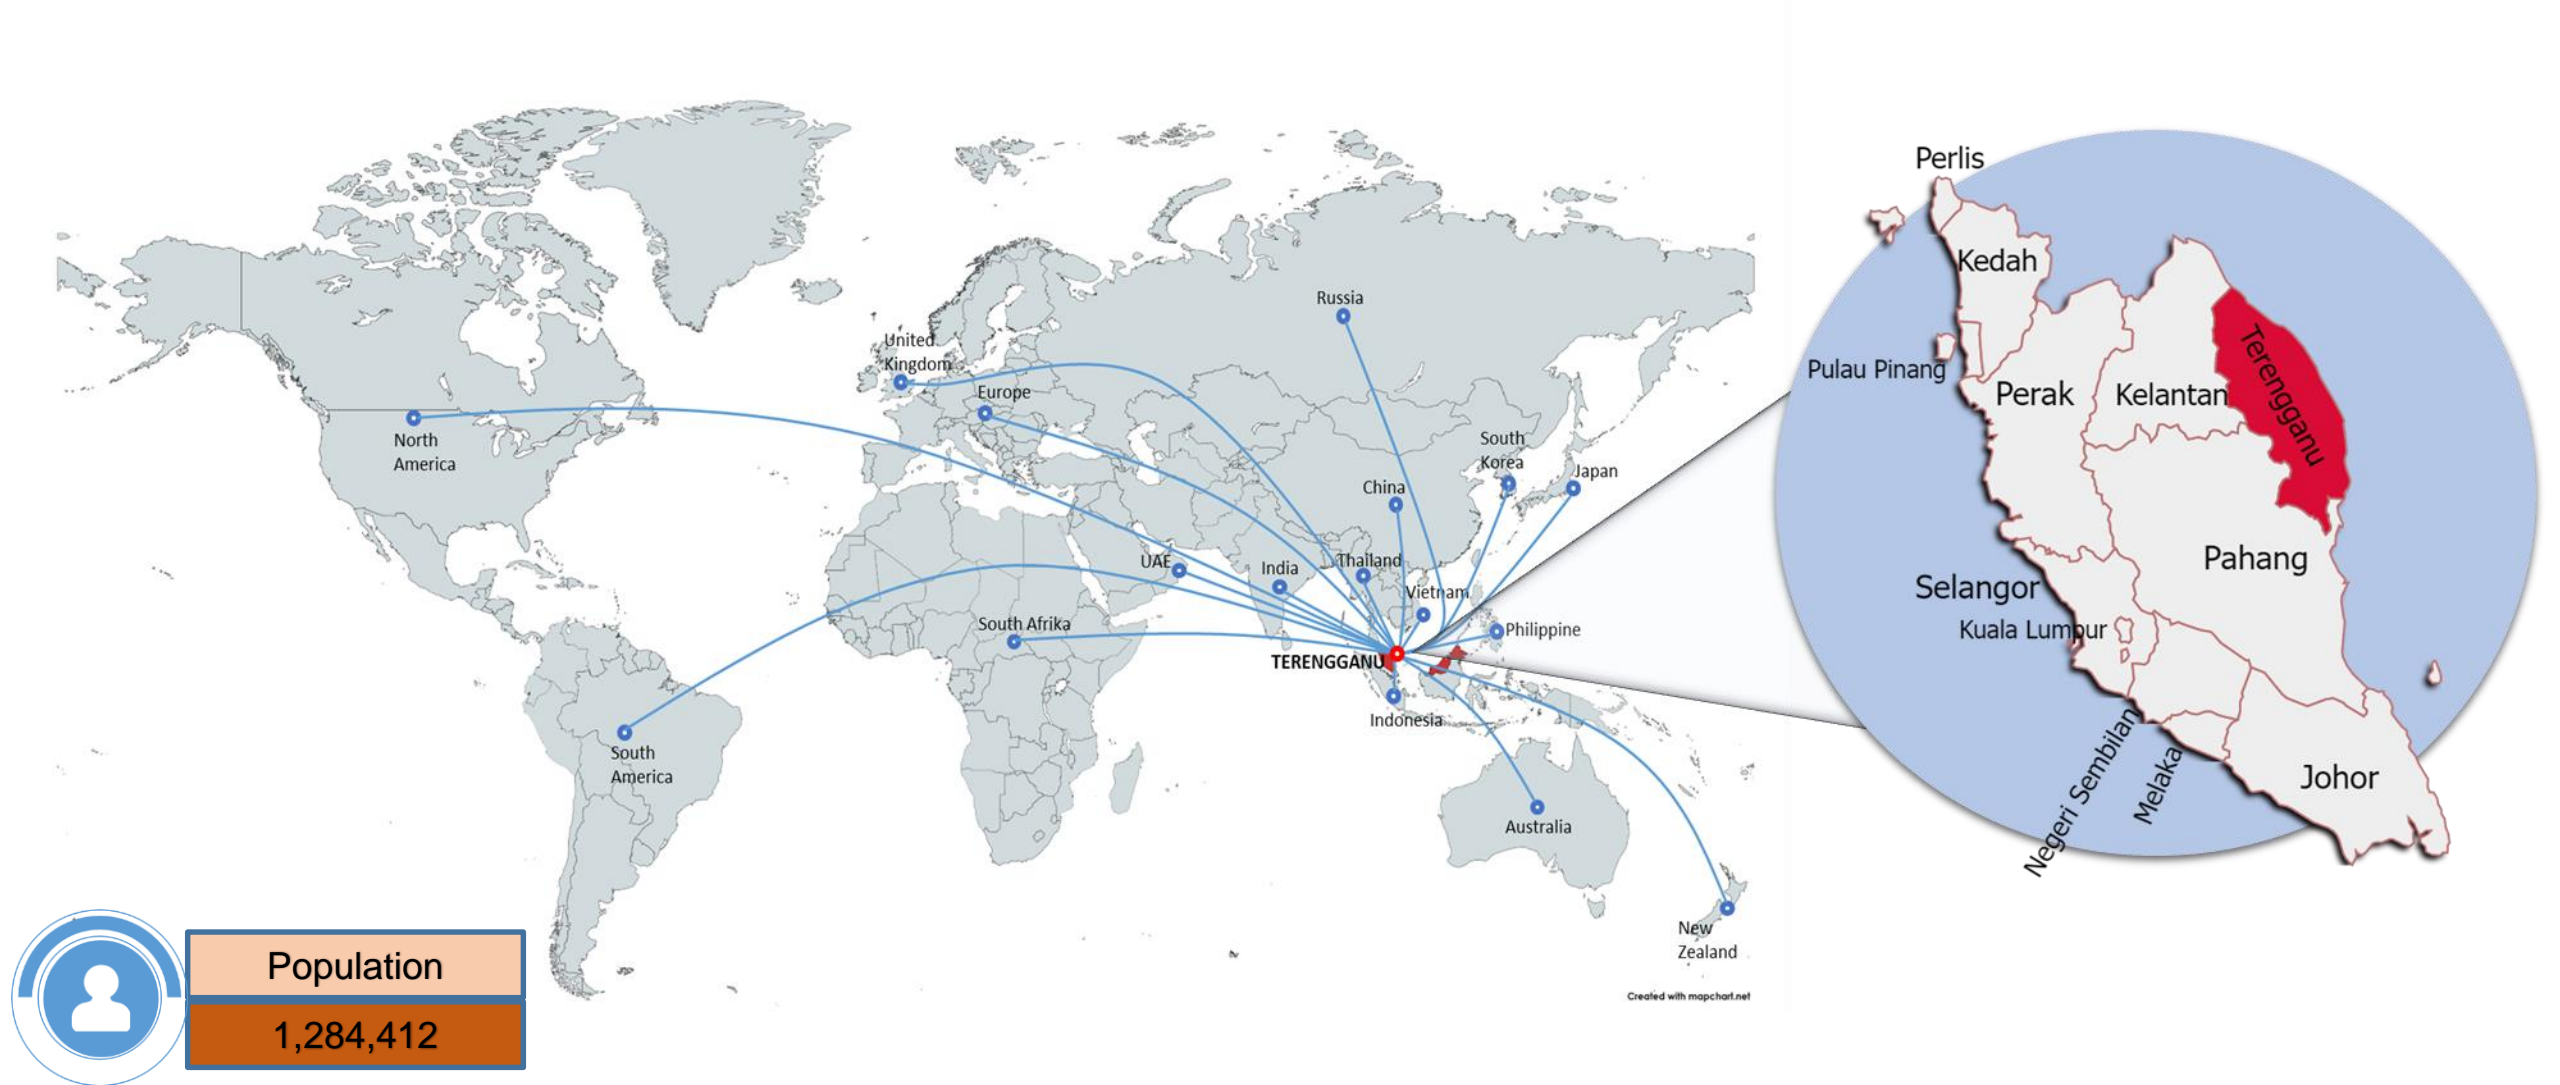 Russia
United
Kingdom
Europe
North
America
South
Korea
Japan
China
UAE
India
Thailand
Vietnam
South Afrika
Philippine
TERENGGANU
Indonesia
South
America
Australia
New
Zealand
Created with mapchart.net
Perlis
Kedah
Pulau Pinang
Perak
Kelantan
Terengganu
Pahang
Selangor
Kuala Lumpur
Negeri Sembilan
Melaka
Johor
Population
1,284,412